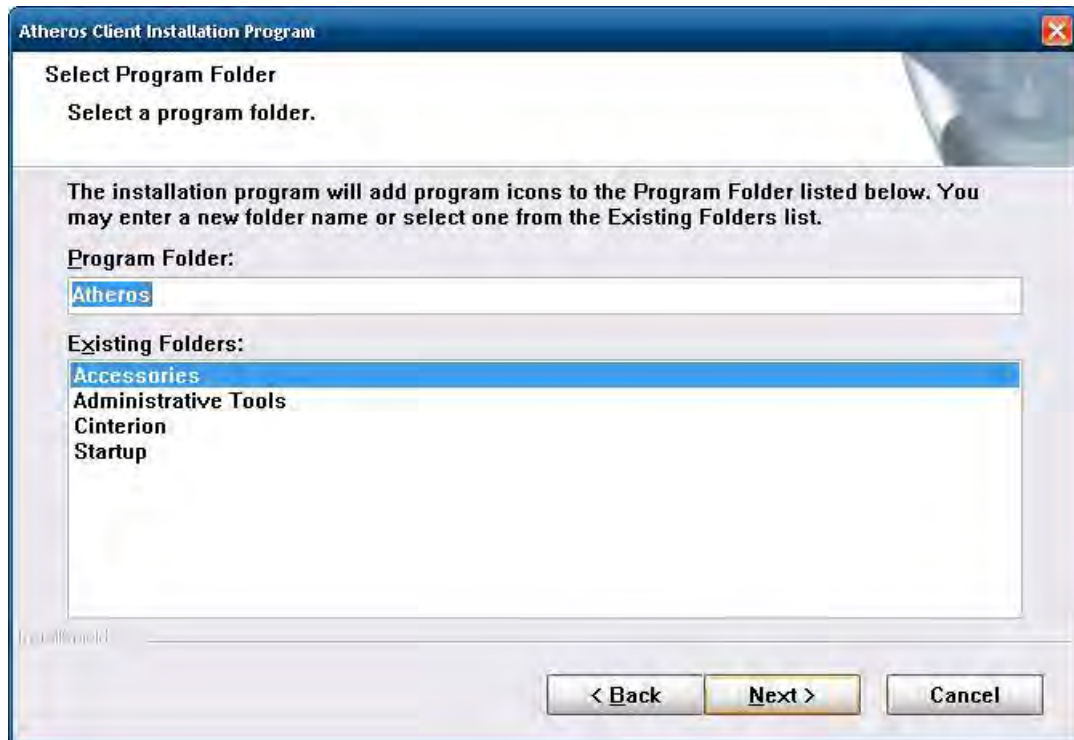 Atheros Client Installation Program
Select Program Folder
Select a program folder.
The installation program will add program icons to the Program Folder listed below. You
may enter a new folder name or select one from the Existing Folders list.
Program Folder:
Atheros
Existing Folders:
Accessories
Administrative Tools
Cinterion
Startup
InstallShield
< Back
Next >
Cancel